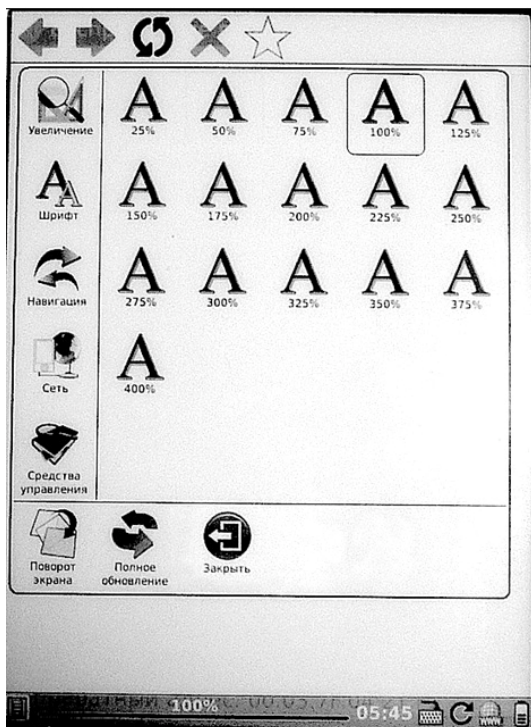 Увеличение
25% 50% 75% 100% 125%
Шрифт
150% 175% 200% 225% 250%
Навигация
275% 300% 325% 350% 375%
Сеть
400%
Средства
управления
Поворот
экрана
Полное
обновление
Закрыть
100%
05:45
www